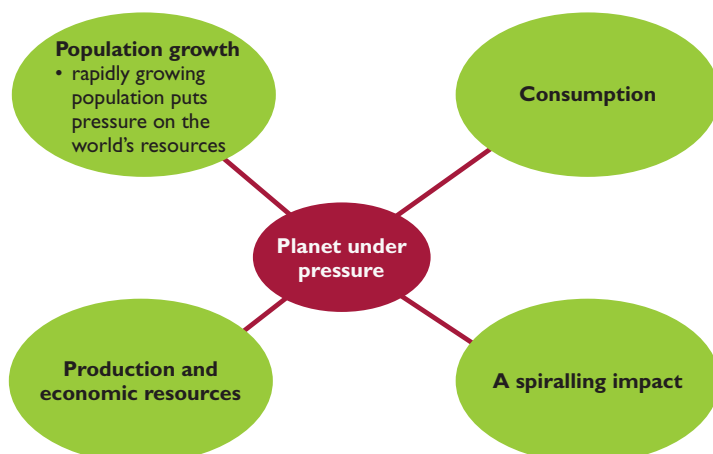 Population growth
• rapidly growing
population puts
pressure on the
world's resources
Consumption
Planet under
pressure
Production and
economic resources
A spiralling impact